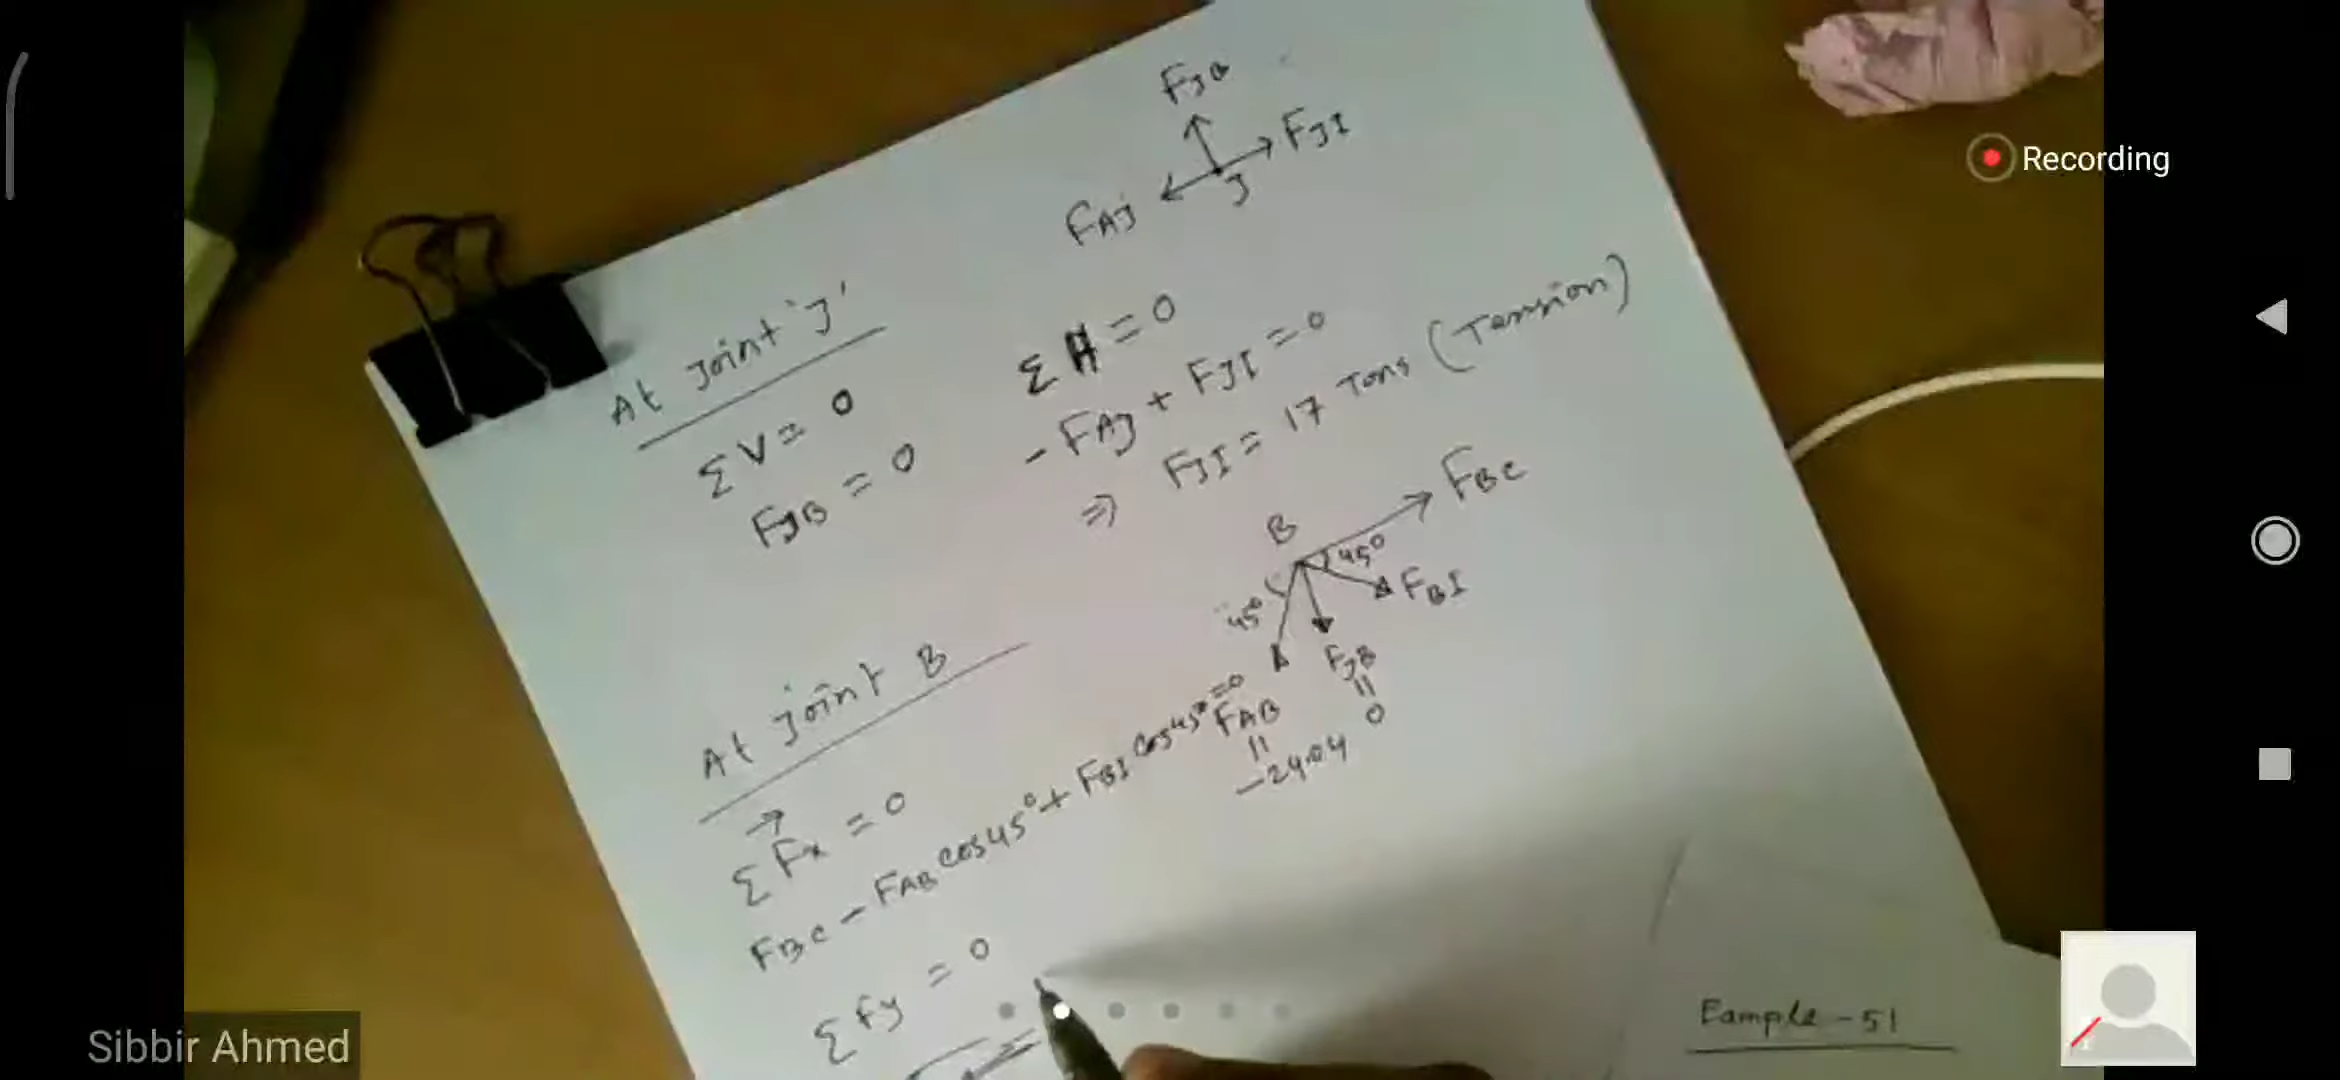 FJB
FJI
FAJ
J
At Joint 'J'
ΣV = 0
FJB = 0
ΣH = 0
- FAJ + FJI = 0
⇒ FJI = 17 Tons (Tension)
B
FBC
45°
FBI
45°
FJB
=
0
FAB
=
-24.04
At joint B
ΣFx = 0
FBC - FAB cos45° + FBI cos45° = 0
Σfy = 0
Eample - 51
Recording
Sibbir Ahmed